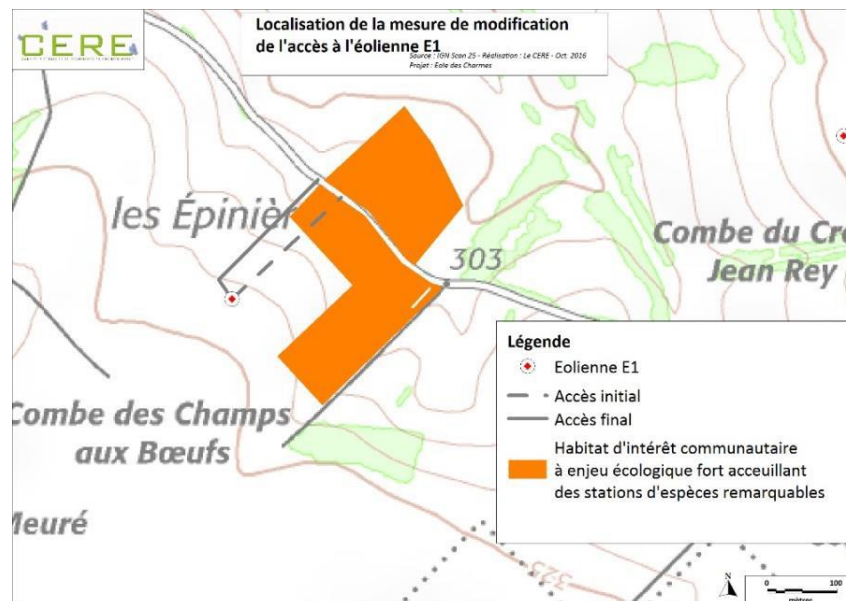 CERE
Localisation de la mesure de modification
de l'accès à l'éolienne E1
Source : IGN Scan 25 - Réalisation : Le CERE - Oct. 2016
Projet : Eole des Charmes
les Épinièr
303
Combe du Cro
Jean Rey
Combe des Champs
aux Bœufs
Meuré
325
Légende
Eolienne E1
Accès initial
Accès final
Habitat d'intérêt communautaire
à enjeu écologique fort acceuillant
des stations d'espèces remarquables
N
0 100
mètres